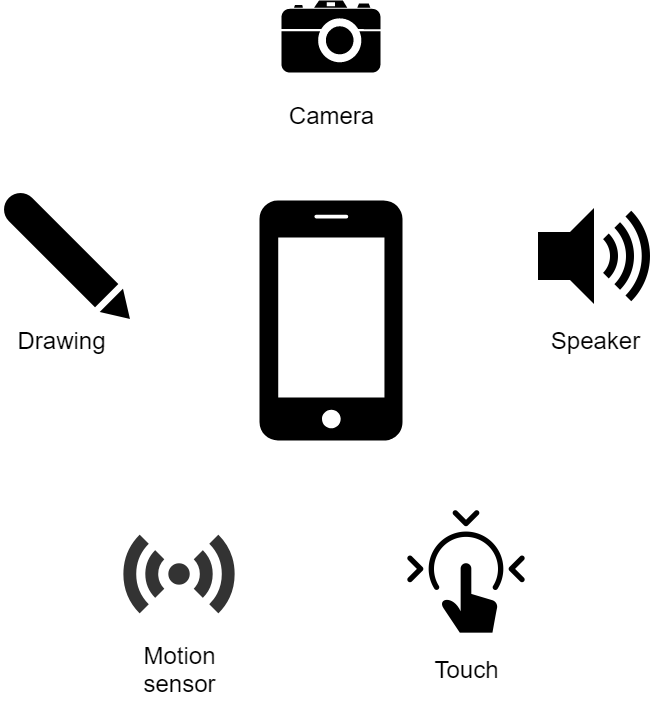 Camera
Drawing
Speaker
Motion
sensor
Touch